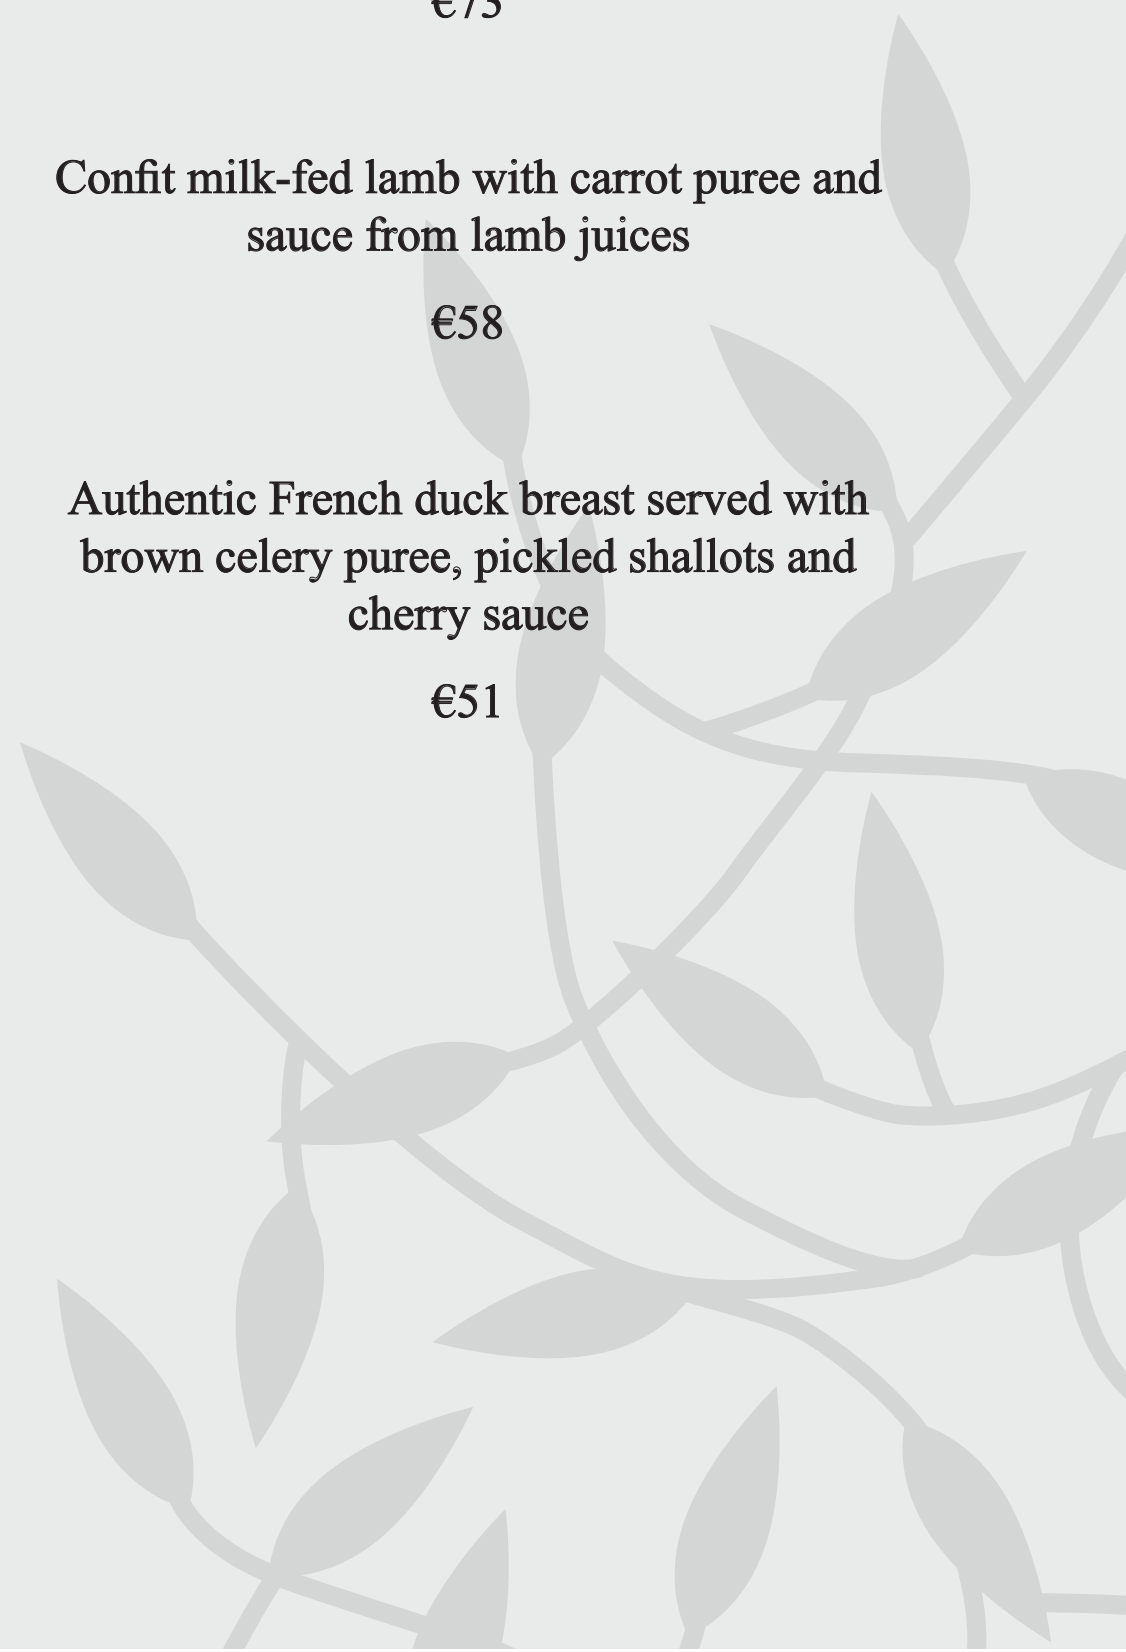 €73
Confit milk-fed lamb with carrot puree and
sauce from lamb juices
€58
Authentic French duck breast served with
brown celery puree, pickled shallots and
cherry sauce
€51